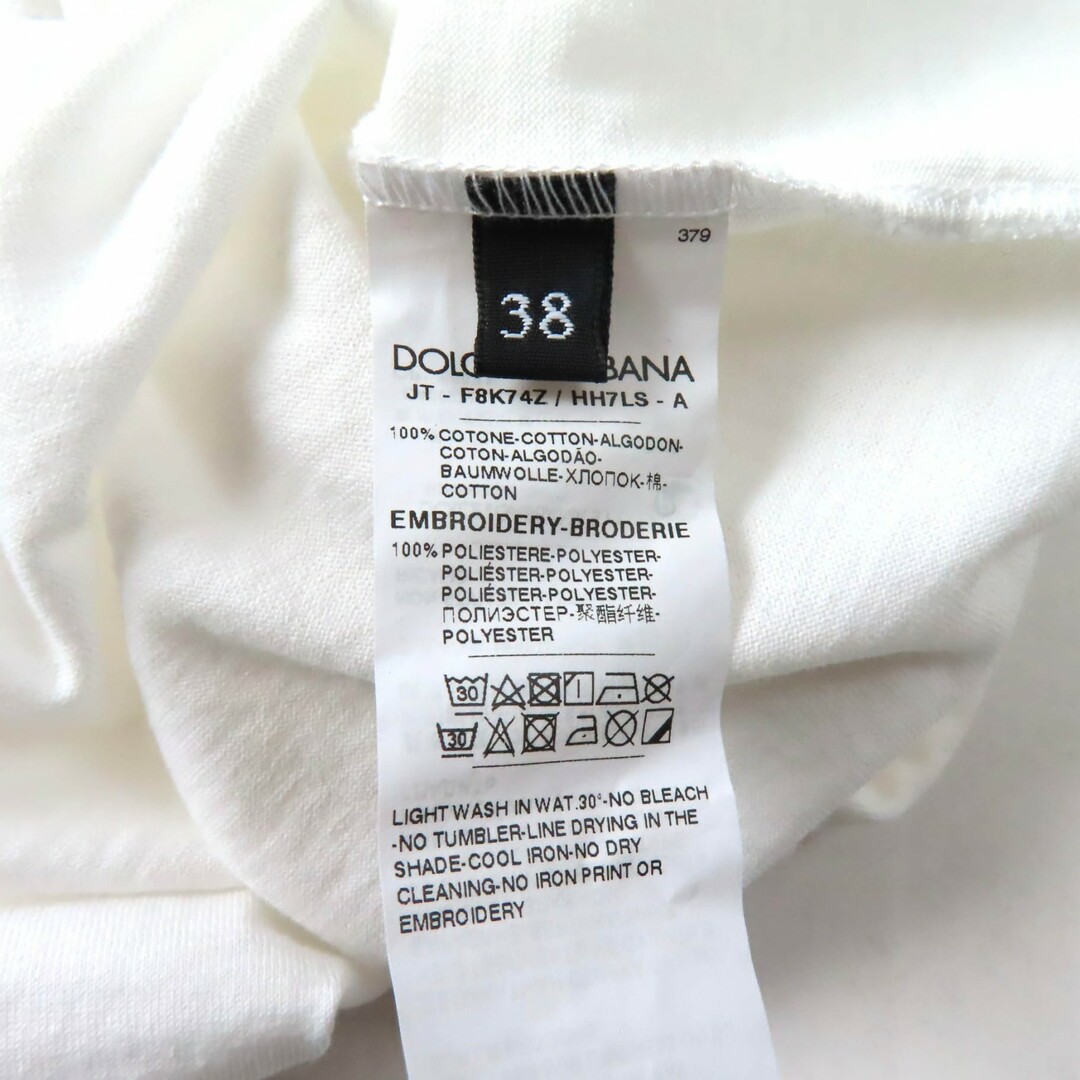 379
38
JT - F8K74Z / HH7LS - A
100% COTONE-COTTON-ALGODON-
COTON-ALGODÃO-
BAUMWOLLE-ХЛОПОК-棉-
COTTON
EMBROIDERY-BRODERIE
100% POLIESTERE-POLYESTER-
POLIÉSTER-POLYESTER-
POLIÉSTER-POLYESTER-
ПОЛИЭСТЕР-聚酯纤维-
POLYESTER
30
30
LIGHT WASH IN WAT.30°-NO BLEACH
-NO TUMBLER-LINE DRYING IN THE
SHADE-COOL IRON-NO DRY
CLEANING-NO IRON PRINT OR
EMBROIDERY